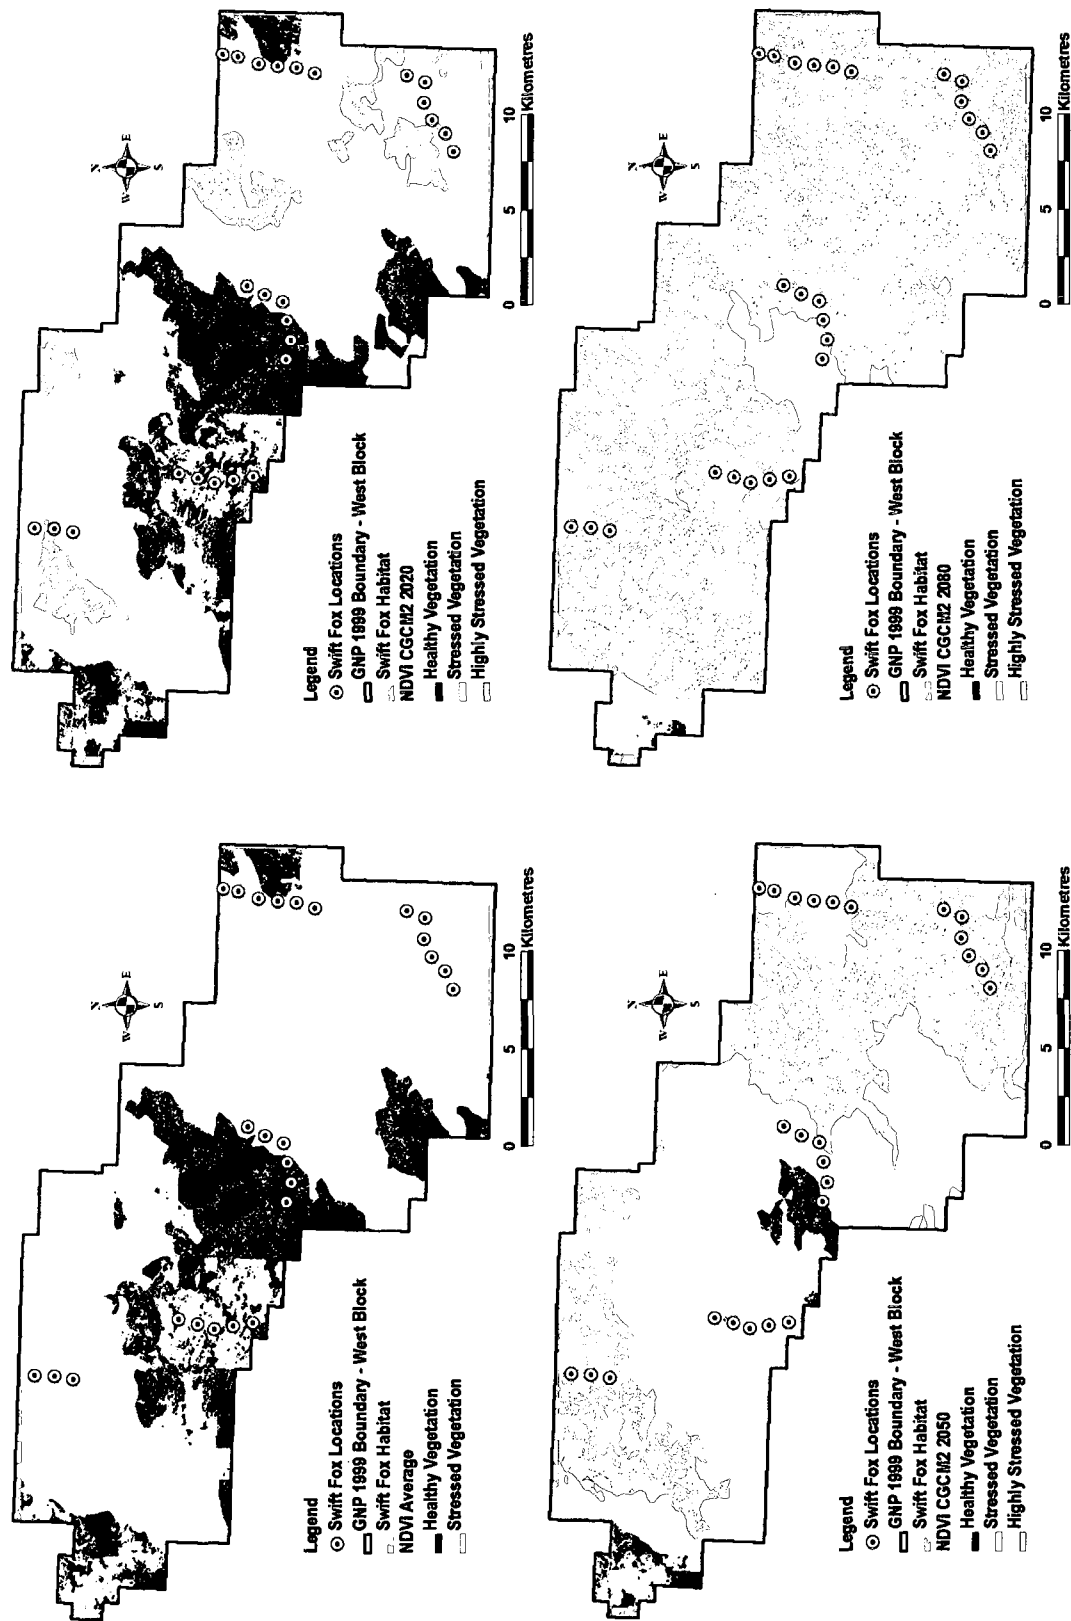 N
W E
S
Legend
Swift Fox Locations
GNP 1999 Boundary - West Block
Swift Fox Habitat
NDVI Average
Healthy Vegetation
Stressed Vegetation
0 5 10
Kilometres
N
W E
S
Legend
Swift Fox Locations
GNP 1999 Boundary - West Block
Swift Fox Habitat
NDVI CGCM2 2020
Healthy Vegetation
Stressed Vegetation
Highly Stressed Vegetation
0 5 10
Kilometres
N
W E
S
Legend
Swift Fox Locations
GNP 1999 Boundary - West Block
Swift Fox Habitat
NDVI CGCM2 2050
Healthy Vegetation
Stressed Vegetation
Highly Stressed Vegetation
0 5 10
Kilometres
N
W E
S
Legend
Swift Fox Locations
GNP 1999 Boundary - West Block
Swift Fox Habitat
NDVI CGCM2 2080
Healthy Vegetation
Stressed Vegetation
Highly Stressed Vegetation
0 5 10
Kilometres